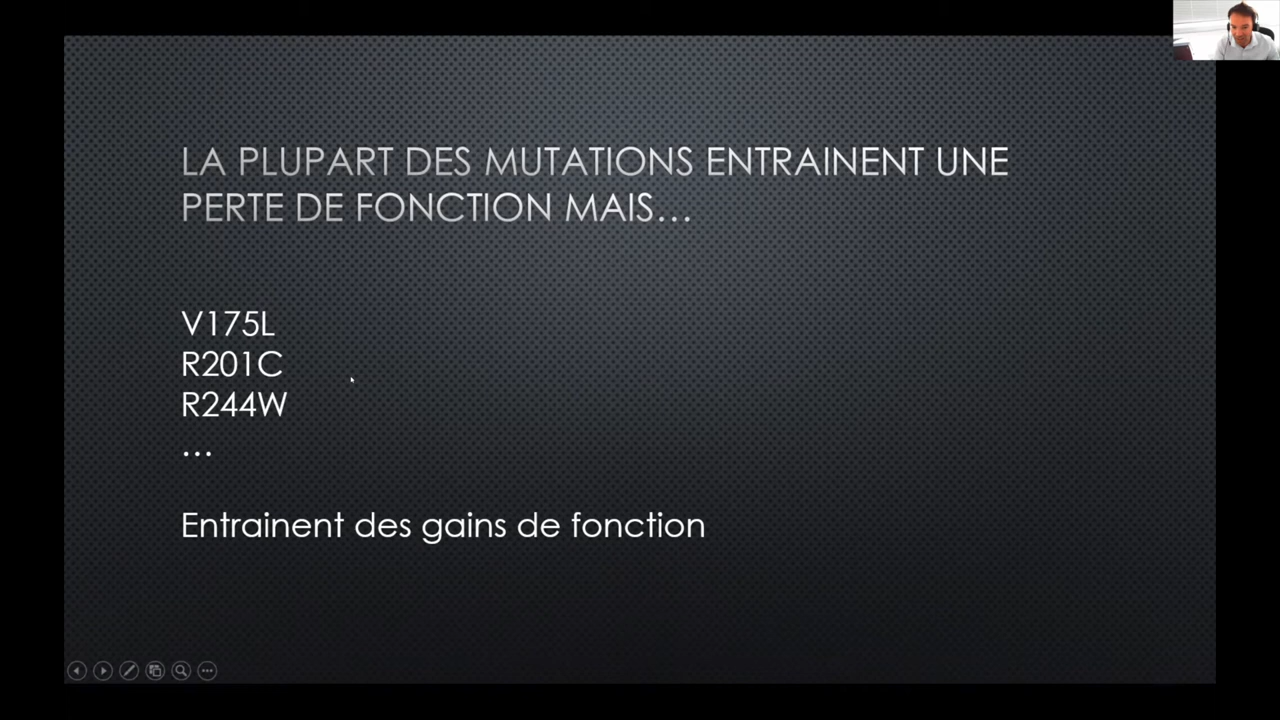 LA PLUPART DES MUTATIONS ENTRAINENT UNE
PERTE DE FONCTION MAIS…
V175L
R201C
R244W
…
Entrainent des gains de fonction